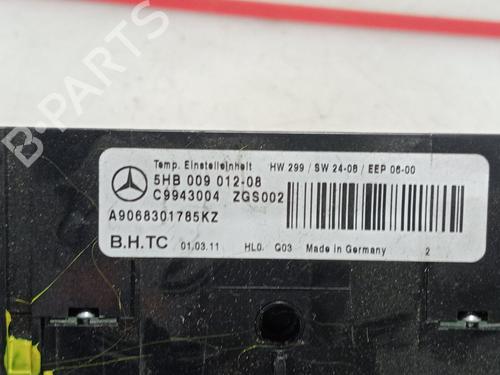 Temp. Einstelleinheit HW 299 / SW 24-08 / EEP 06-00
5HB 009 012-08
C9943004 ZGS002
A9068301785KZ
B.H.TC 01.03.11 HL0. G03 Made in Germany 2
B-PARTS